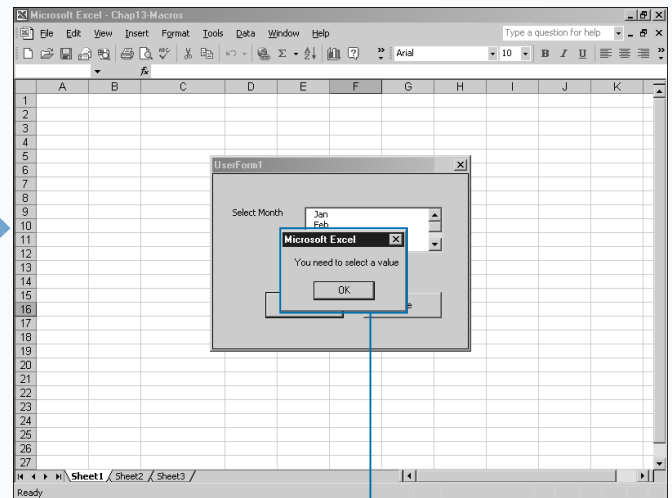 Microsoft Excel - Chap13-Macros
File Edit View Insert Format Tools Data Window Help
Type a question for help
Arial 10 B I U
fx
A B C D E F G H I J K
1
2
3
4
5
6
7
8
9
10
11
12
13
14
15
16
17
18
19
20
21
22
23
24
25
26
27
UserForm1
Select Month
Jan
Feb
Microsoft Excel
You need to select a value
OK
Sheet1 Sheet2 Sheet3
Ready